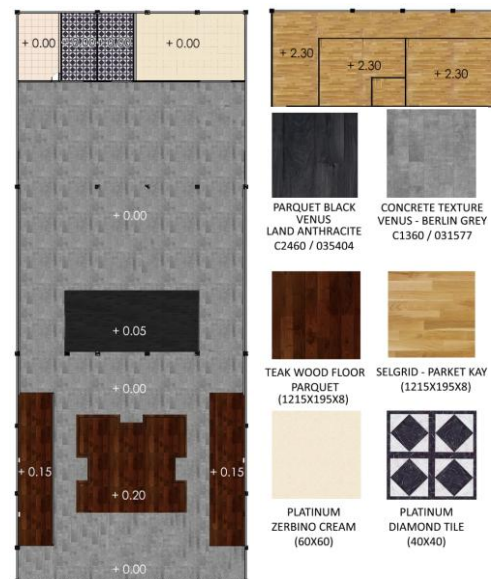 + 0.00
+ 0.00
+ 0.00
+ 0.05
+ 0.00
+ 0.15
+ 0.15
+ 0.20
+ 0.00
+ 2.30
+ 2.30
+ 2.30
PARQUET BLACK
VENUS
LAND ANTHRACITE
C2460 / 035404
CONCRETE TEXTURE
VENUS - BERLIN GREY
C1360 / 031577
TEAK WOOD FLOOR
PARQUET
(1215X195X8)
SELGRID - PARKET KAY
(1215X195X8)
PLATINUM
ZERBINO CREAM
(60X60)
PLATINUM
DIAMOND TILE
(40X40)